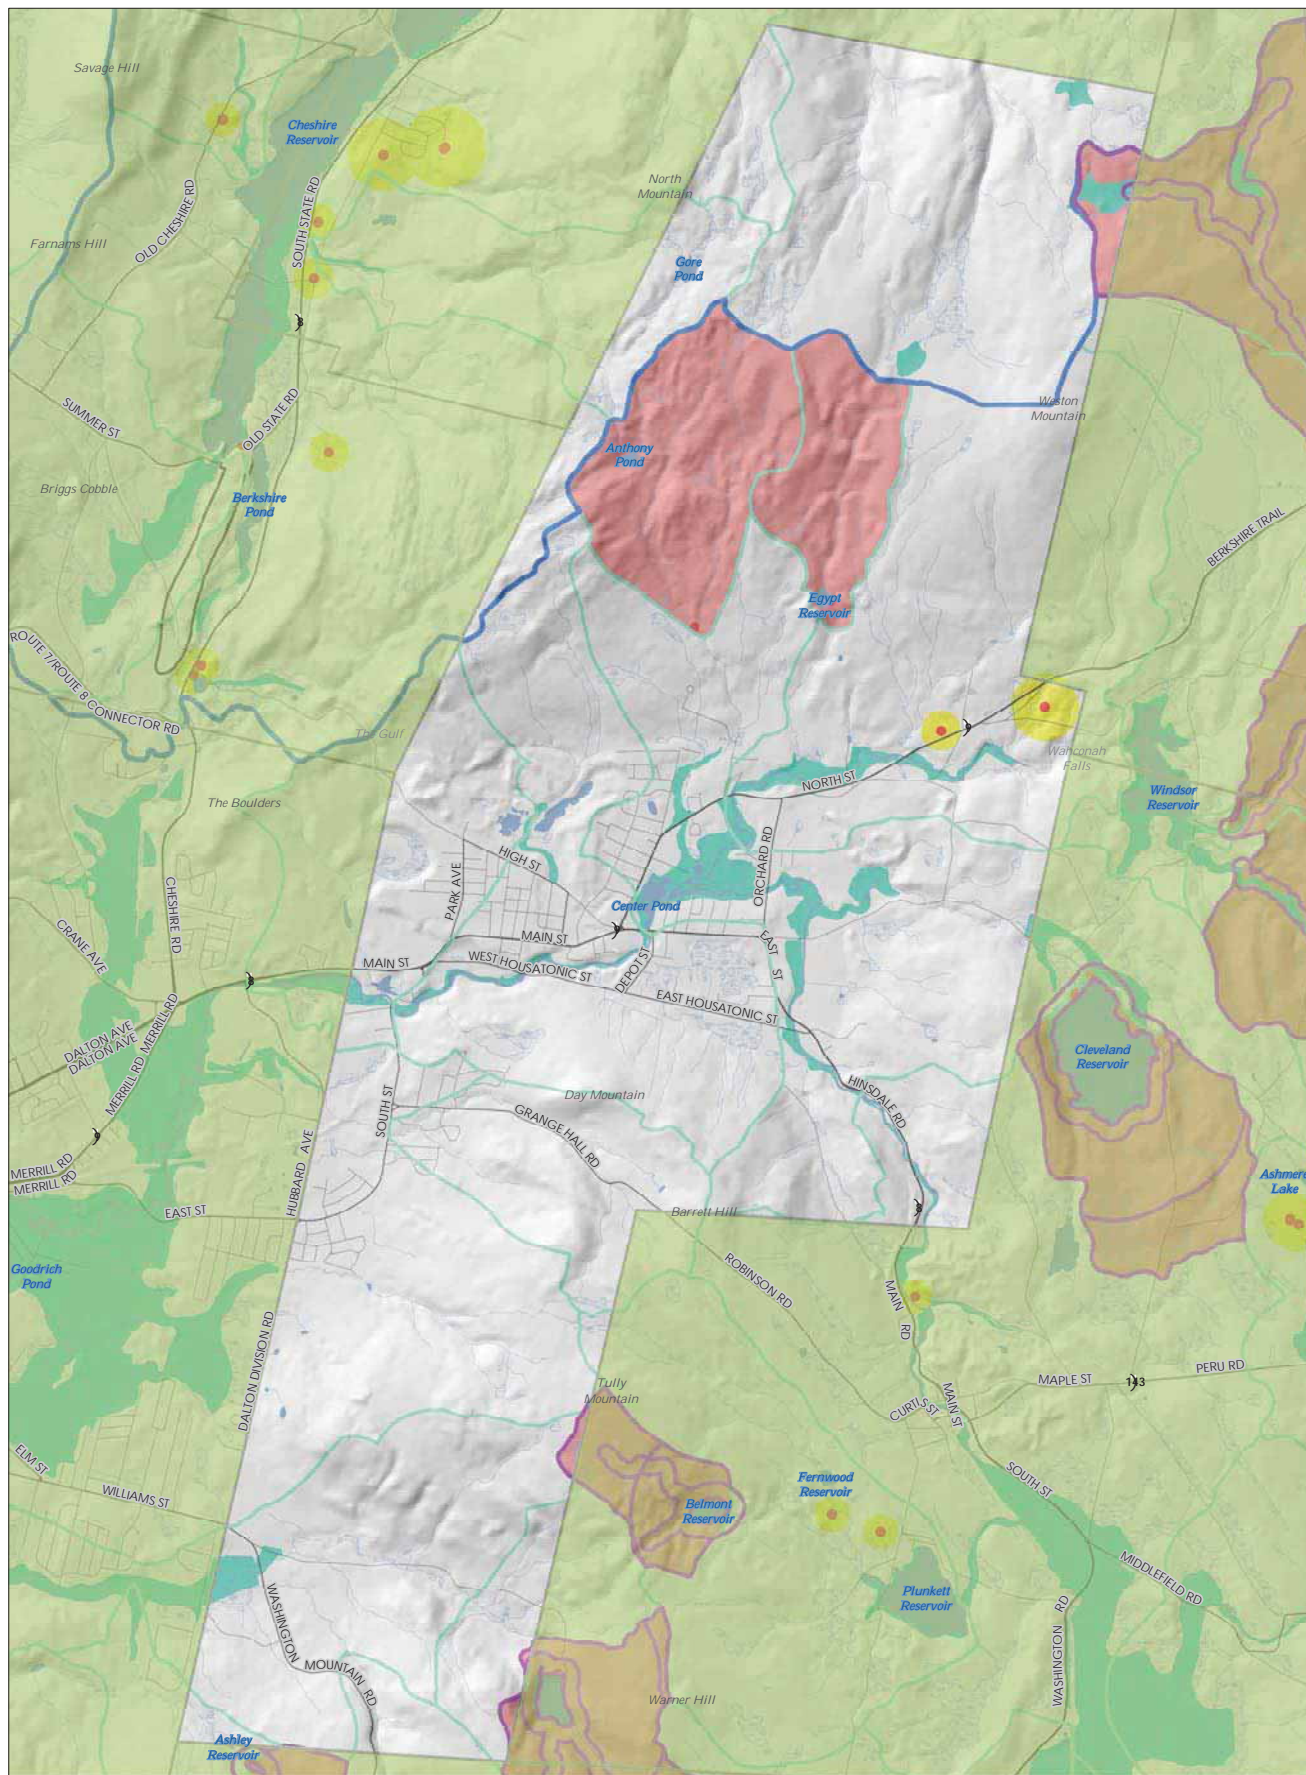 Savage Hill
Cheshire
Reservoir
North
Mountain
OLD CHESHIRE RD
SOUTH STATE RD
Farnams Hill
Gore
Pond
SUMMER ST
OLD STATE RD
Weston
Mountain
Anthony
Pond
Briggs Cobble
Berkshire
Pond
BERKSHIRE TRAIL
Egypt
Reservoir
ROUTE 7/ROUTE 8 CONNECTOR RD
The Gulf
Wahconah
Falls
NORTH ST
Windsor
Reservoir
The Boulders
HIGH ST
ORCHARD RD
PARK AVE
CHESHIRE RD
Center Pond
CRANE AVE
MAIN ST
MAIN ST
WEST HOUSATONIC ST
DEPOT ST
EAST ST
EAST HOUSATONIC ST
DALTON AVE
DALTON AVE
MERRILL RD
MERRILL RD
Cleveland
Reservoir
HINSDALE RD
Day Mountain
SOUTH ST
GRANGE HALL RD
HUBBARD AVE
MERRILL RD
MERRILL RD
EAST ST
Ashmere
Lake
Barrett Hill
Goodrich
Pond
ROBINSON RD
MAIN RD
DALTON DIVISION RD
Tully
Mountain
MAPLE ST
143
PERU RD
CURTIS ST
MAIN ST
ELM ST
WILLIAMS ST
SOUTH ST
Fernwood
Reservoir
Belmont
Reservoir
MIDDLEFIELD RD
Plunkett
Reservoir
WASHINGTON MOUNTAIN RD
WASHINGTON RD
Warner Hill
Ashley
Reservoir